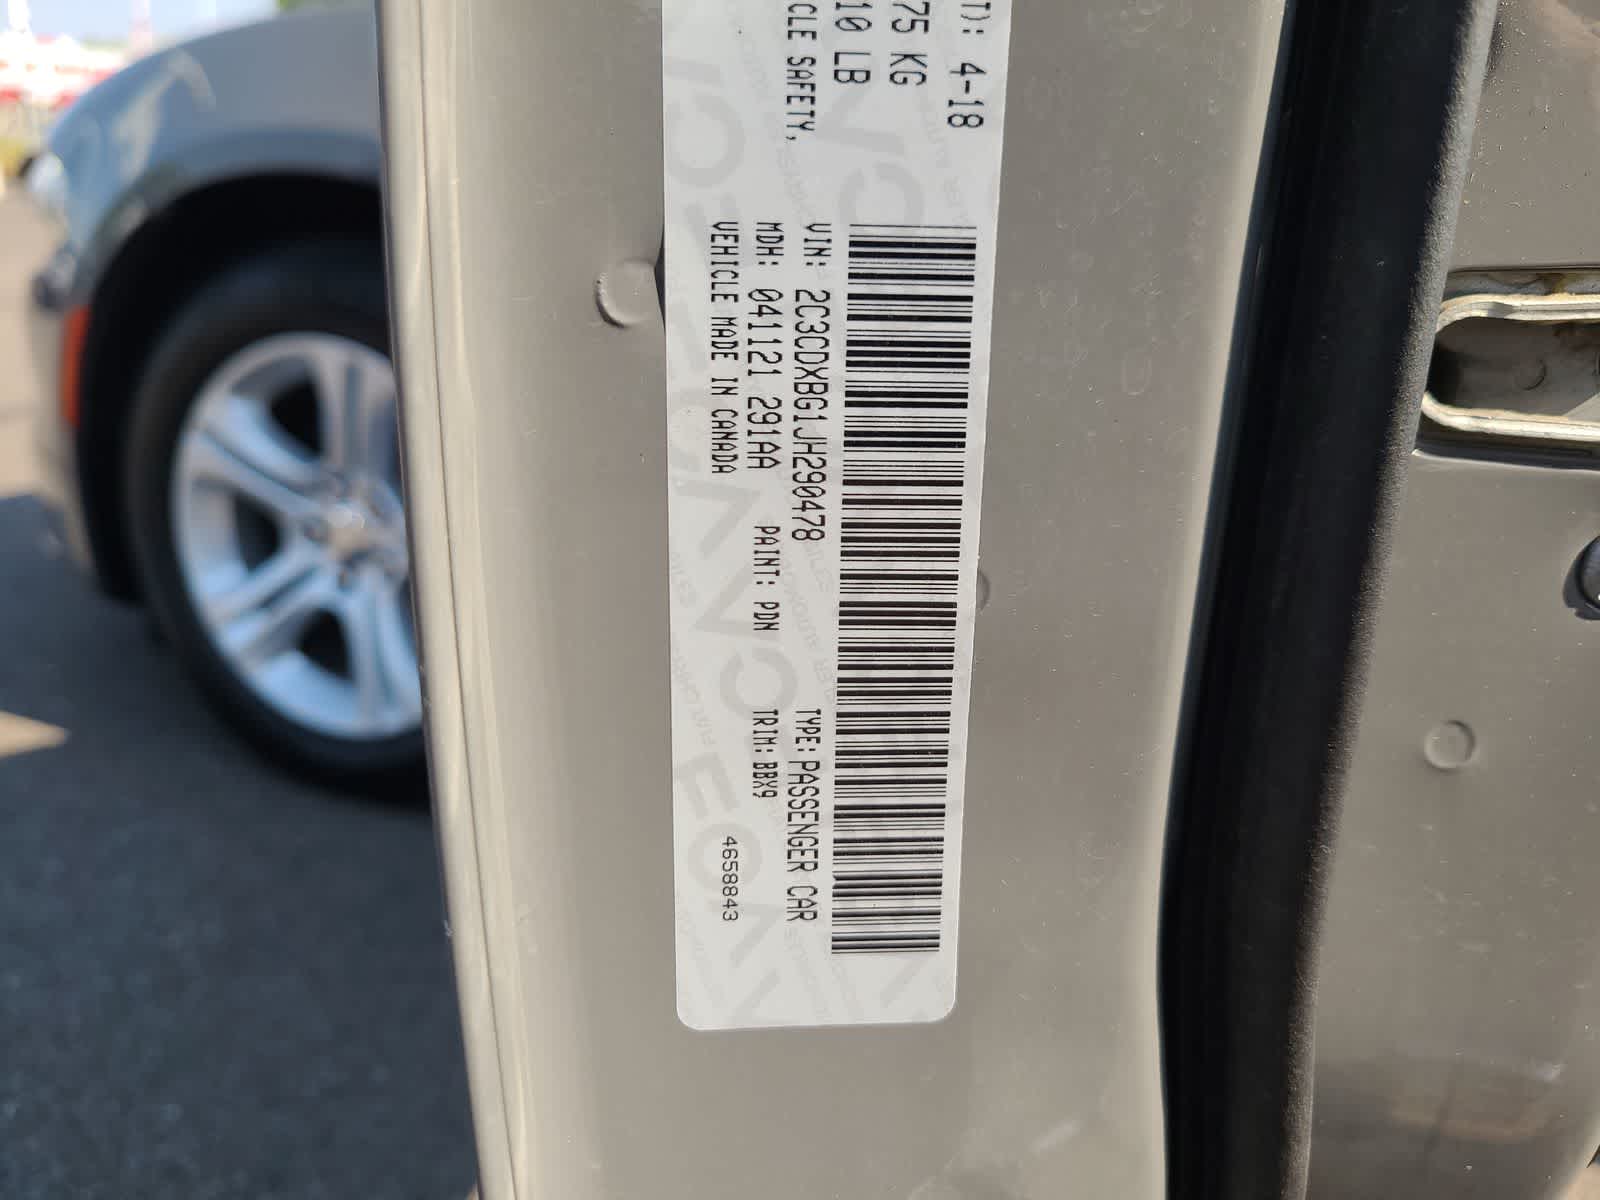 T): 4-18
75 KG
10 LB
CLE SAFETY,
VIN: 2C3CDXBG1JH290478 TYPE: PASSENGER CAR
MDH: 041121 291AA PAINT: PDN TRIM: BBX9
VEHICLE MADE IN CANADA 4658843